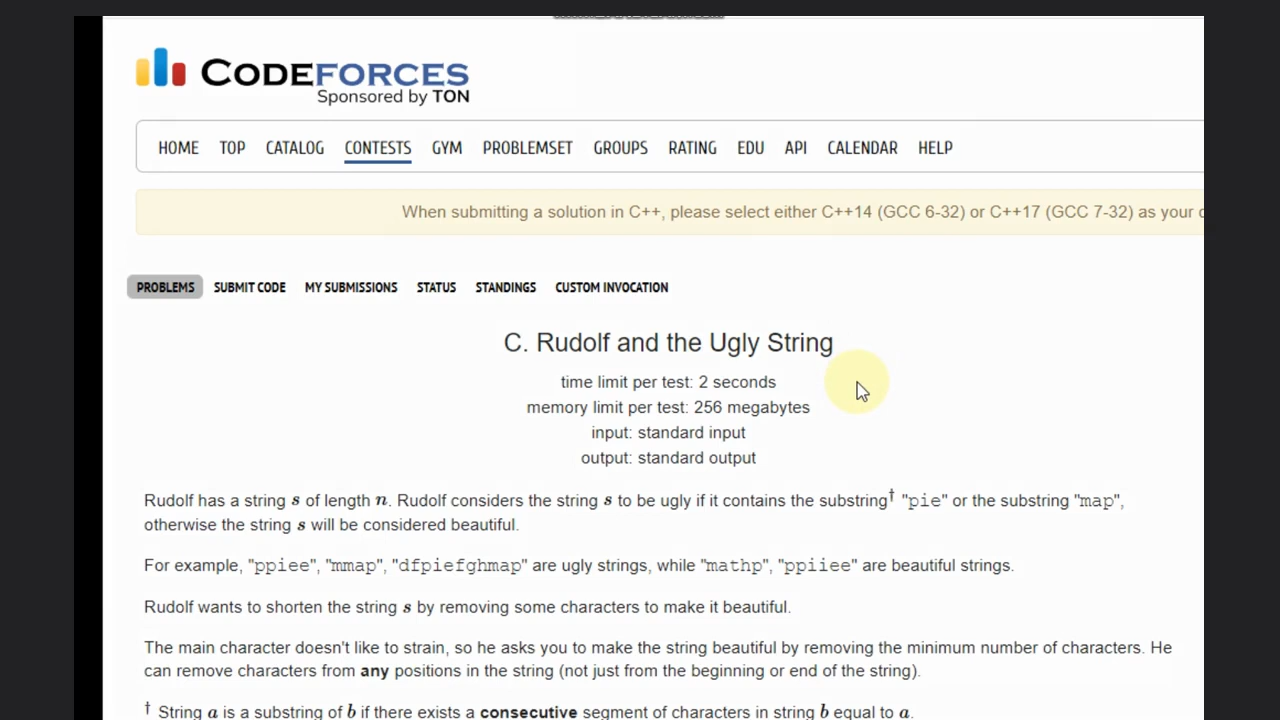 CODEFORCES
Sponsored by TON
HOME TOP CATALOG CONTESTS GYM PROBLEMSET GROUPS RATING EDU API CALENDAR HELP
When submitting a solution in C++, please select either C++14 (GCC 6-32) or C++17 (GCC 7-32) as your
PROBLEMS SUBMIT CODE MY SUBMISSIONS STATUS STANDINGS CUSTOM INVOCATION
C. Rudolf and the Ugly String
time limit per test: 2 seconds
memory limit per test: 256 megabytes
input: standard input
output: standard output
Rudolf has a string s of length n. Rudolf considers the string s to be ugly if it contains the substring† "pie" or the substring "map",
otherwise the string s will be considered beautiful.
For example, "ppiee", "mmap", "dfpiefghmap" are ugly strings, while "mathp", "ppiiee" are beautiful strings.
Rudolf wants to shorten the string s by removing some characters to make it beautiful.
The main character doesn't like to strain, so he asks you to make the string beautiful by removing the minimum number of characters. He
can remove characters from any positions in the string (not just from the beginning or end of the string).
† String a is a substring of b if there exists a consecutive segment of characters in string b equal to a.